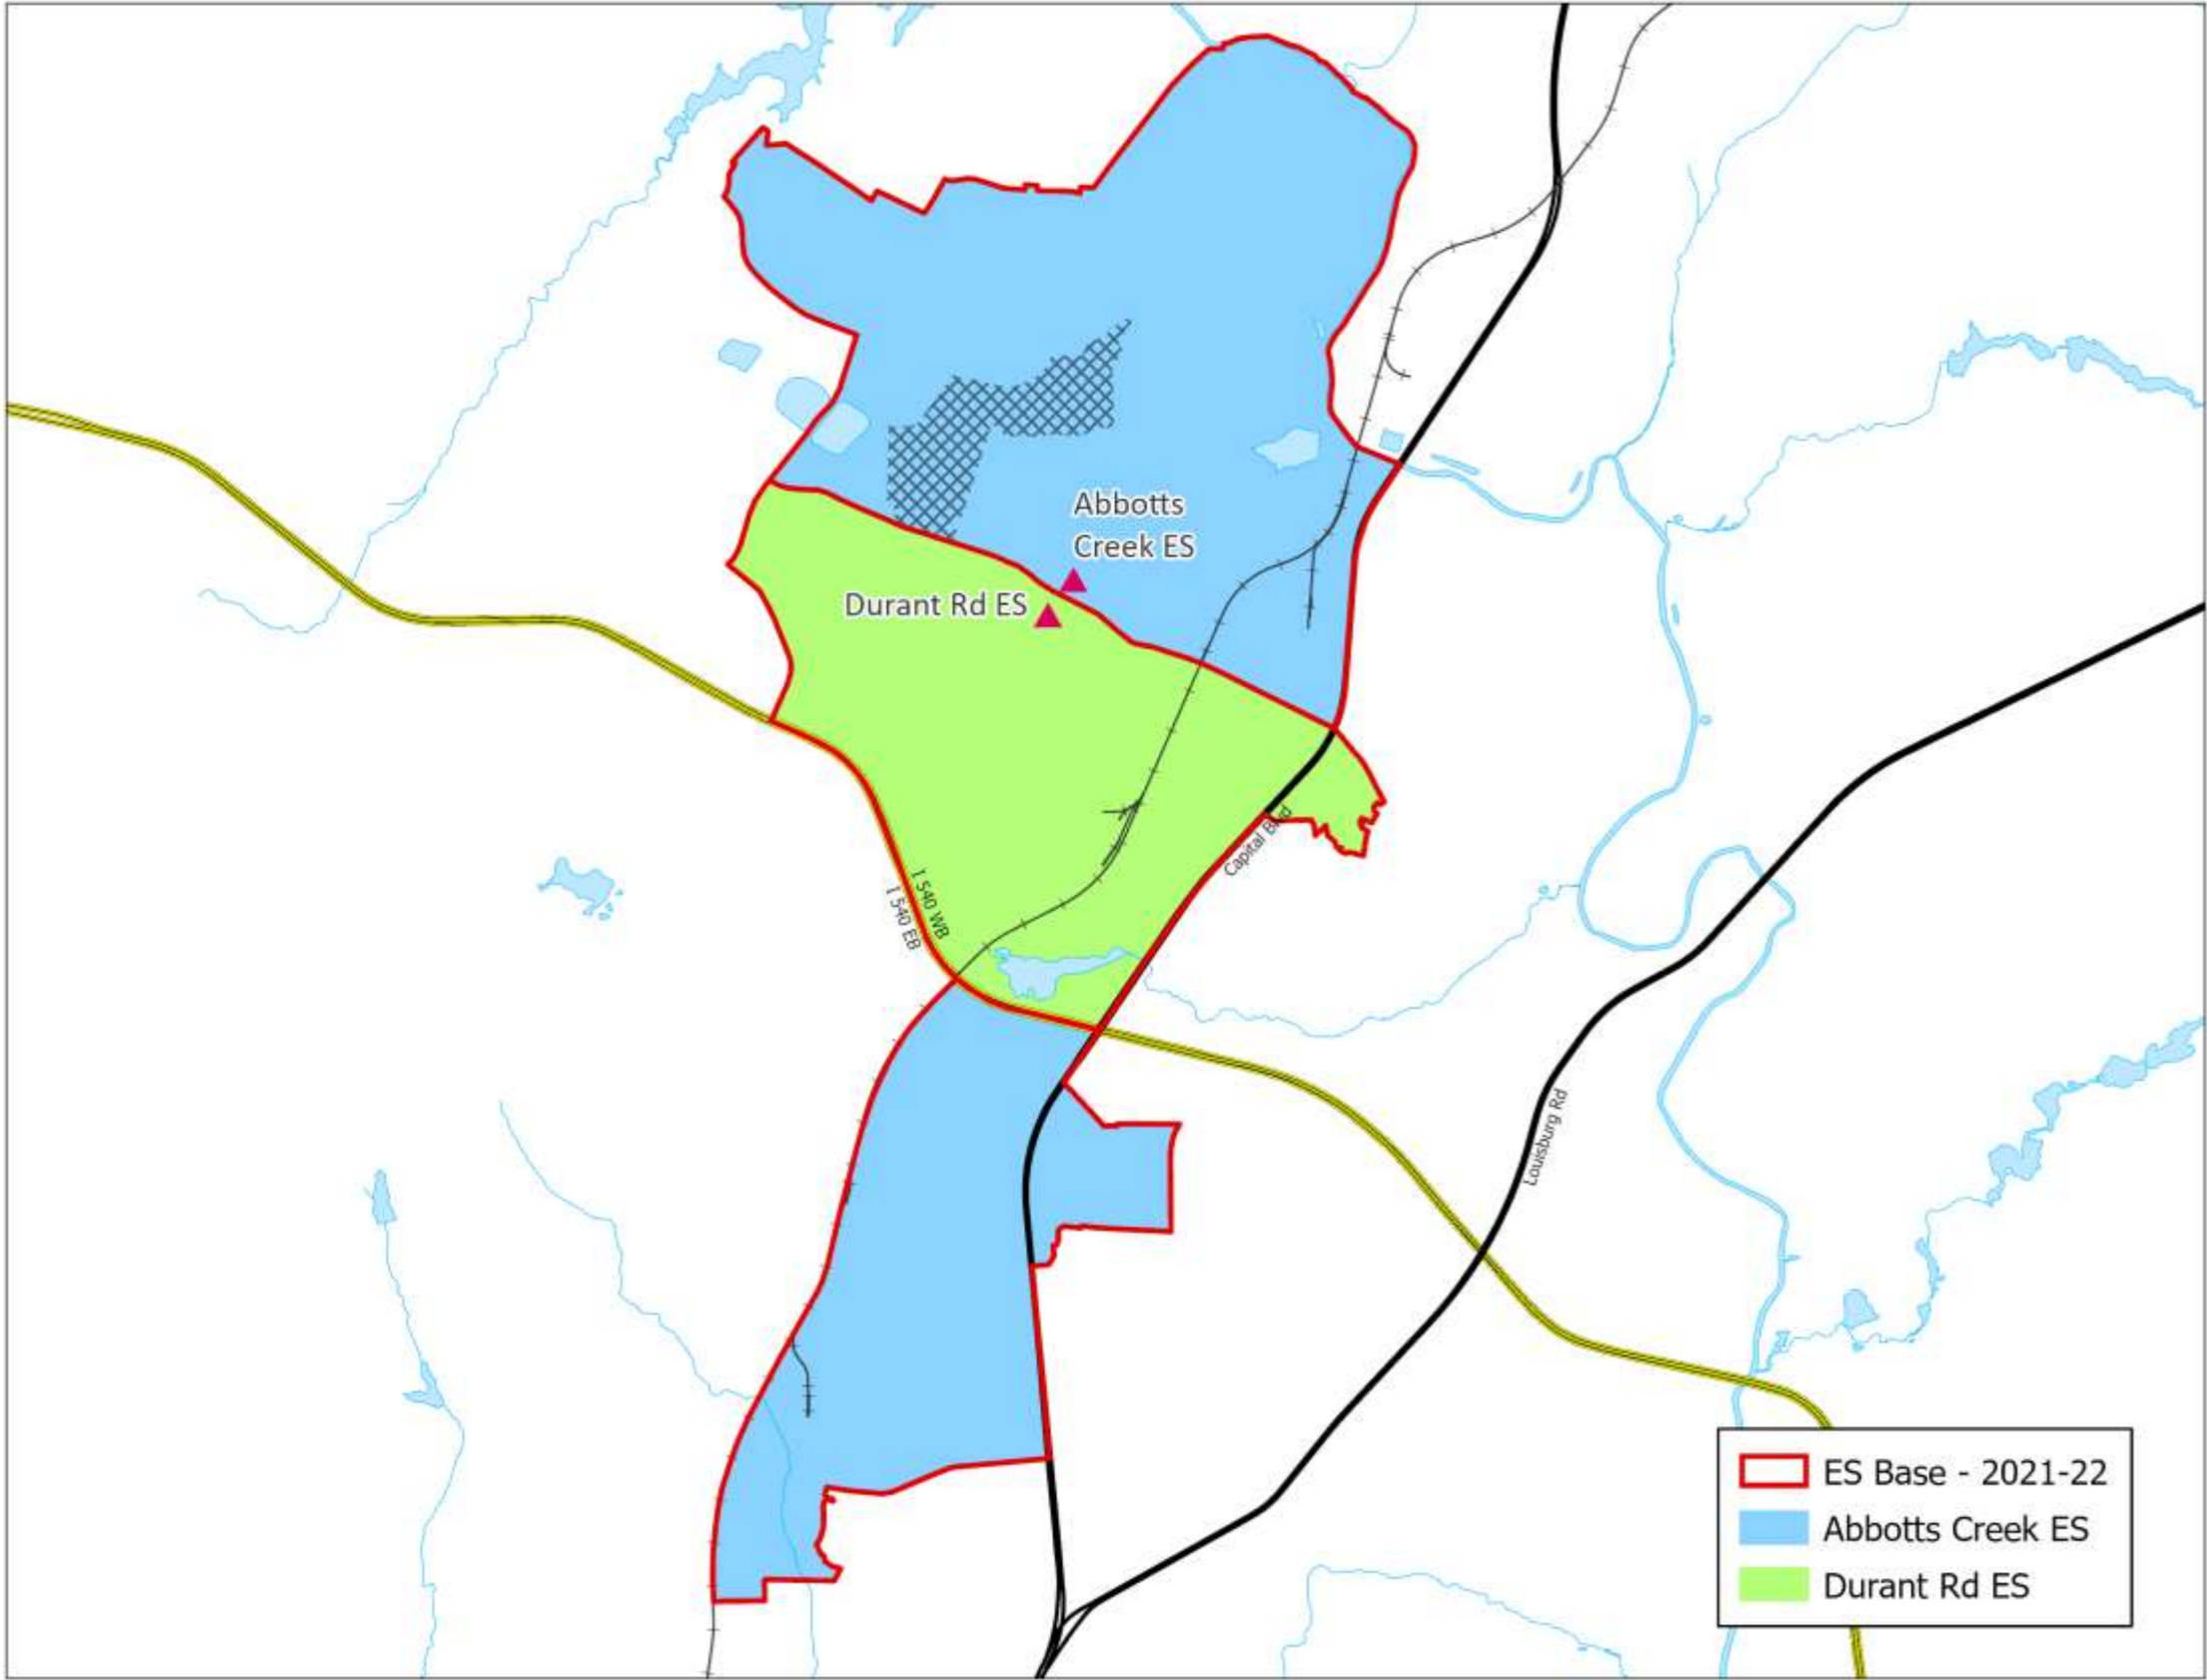 Abbotts
Creek ES
Durant Rd ES
Capital Blvd
I 540 WB
I 540 EB
Louisburg Rd
ES Base - 2021-22
Abbotts Creek ES
Durant Rd ES